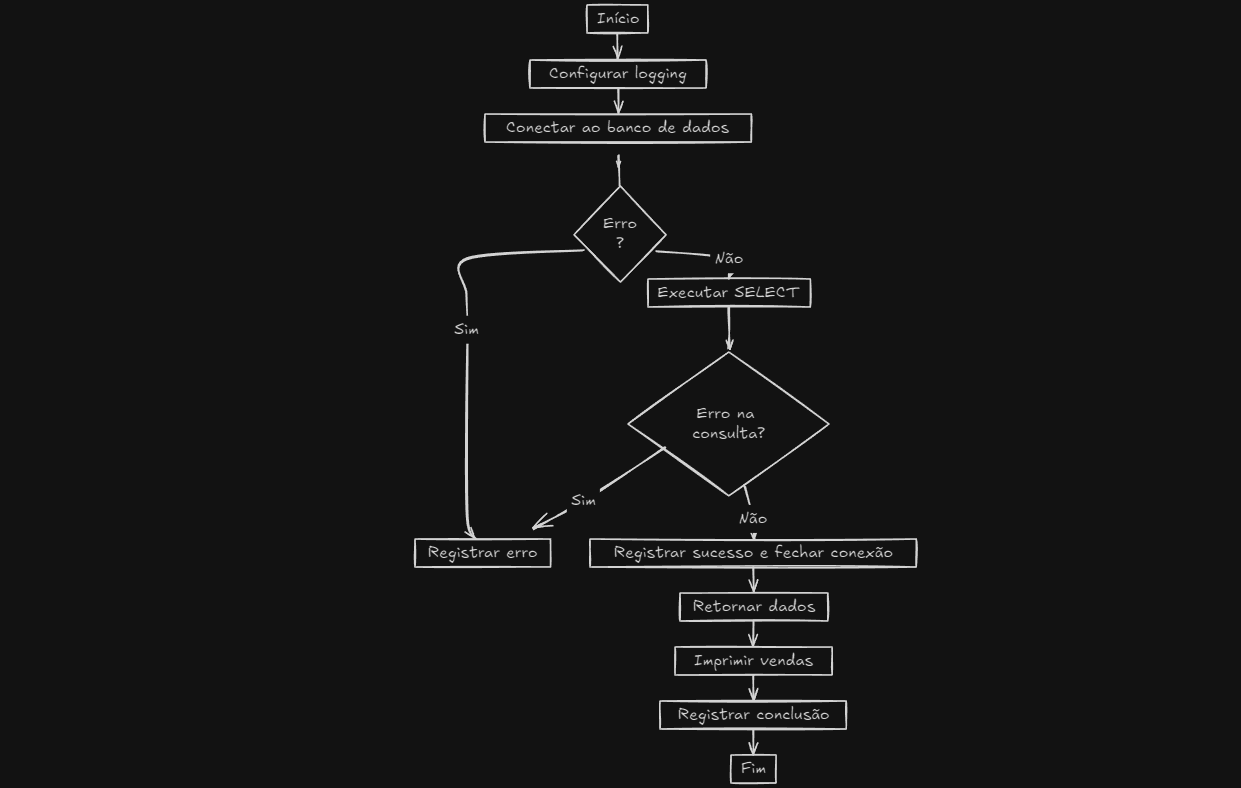 Início
Configurar logging
Conectar ao banco de dados
Erro
?
Não
Executar SELECT
Sim
Erro na
consulta?
Sim
Não
Registrar erro
Registrar sucesso e fechar conexão
Retornar dados
Imprimir vendas
Registrar conclusão
Fim